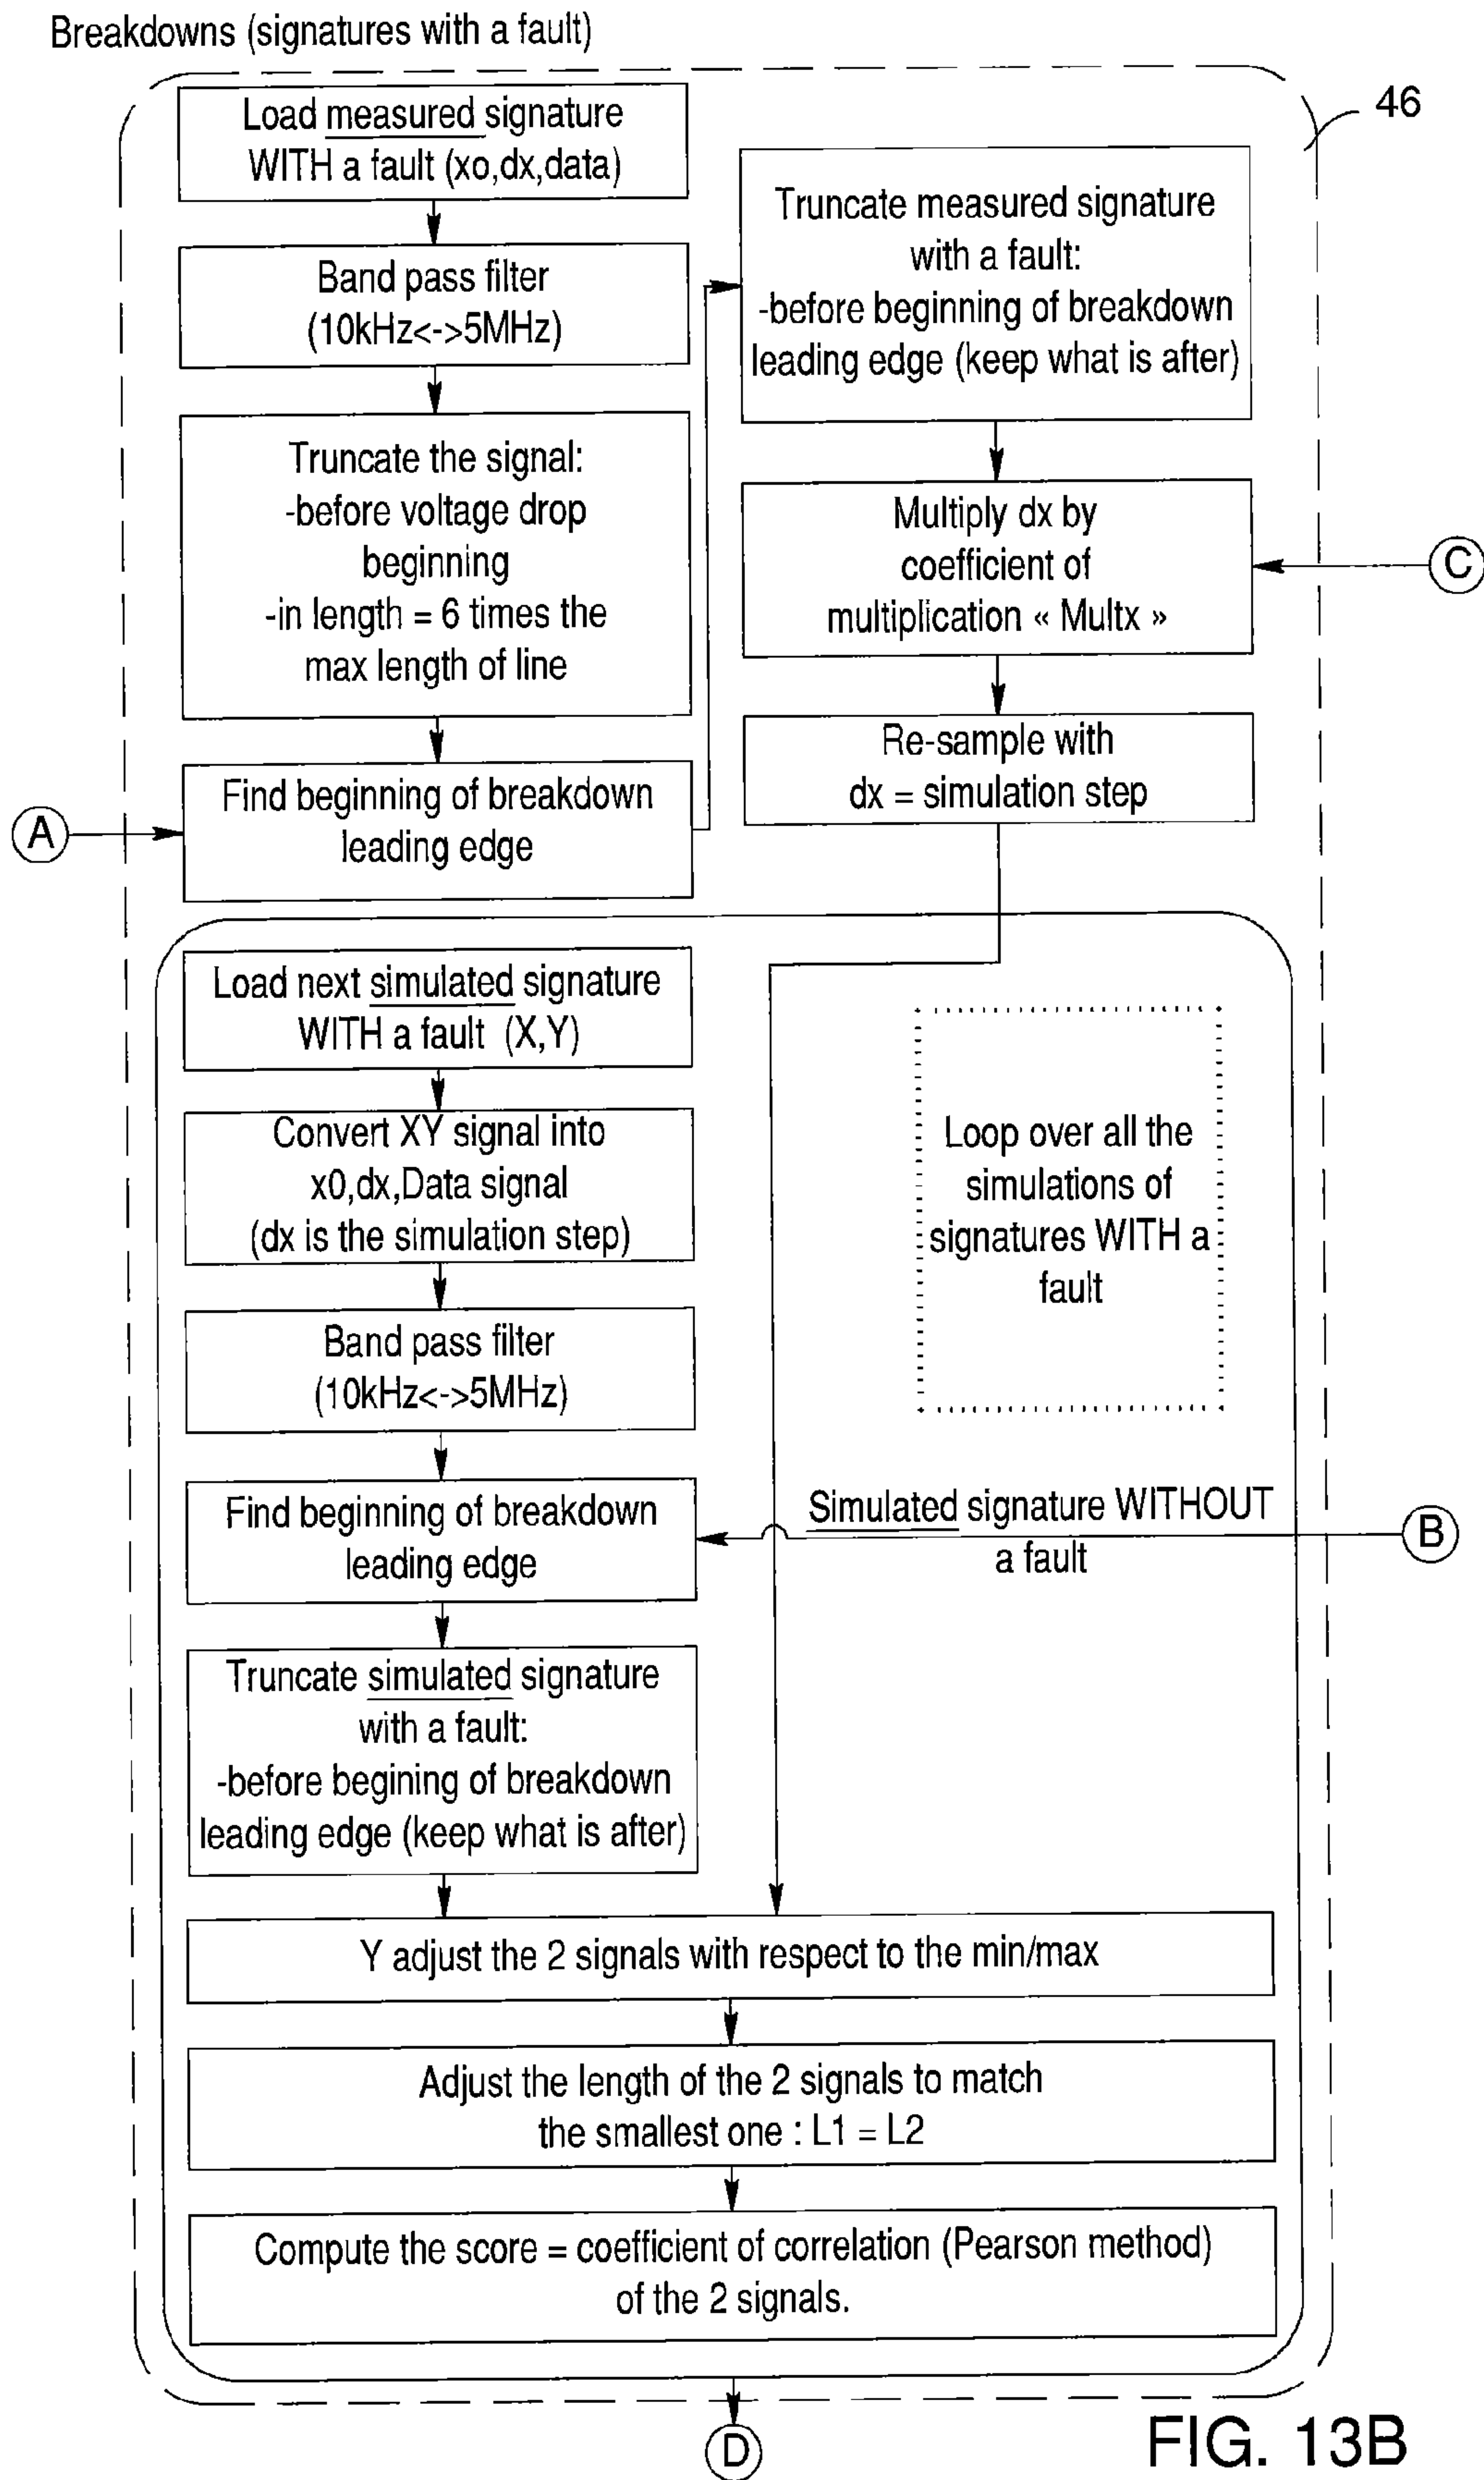 Breakdowns (signatures with a fault)
46
Load measured signature
WITH a fault (xo,dx,data)
Band pass filter
(10kHz<->5MHz)
Truncate the signal:
-before voltage drop
beginning
-in length = 6 times the
max length of line
A
Find beginning of breakdown
leading edge
Truncate measured signature
with a fault:
-before beginning of breakdown
leading edge (keep what is after)
Multiply dx by
coefficient of
multiplication « Multx »
C
Re-sample with
dx = simulation step
Load next simulated signature
WITH a fault (X,Y)
Convert XY signal into
x0,dx,Data signal
(dx is the simulation step)
Band pass filter
(10kHz<->5MHz)
Find beginning of breakdown
leading edge
Loop over all the
simulations of
signatures WITH a
fault
Simulated signature WITHOUT
a fault
B
Truncate simulated signature
with a fault:
-before begining of breakdown
leading edge (keep what is after)
Y adjust the 2 signals with respect to the min/max
Adjust the length of the 2 signals to match
the smallest one : L1 = L2
Compute the score = coefficient of correlation (Pearson method)
of the 2 signals.
D
FIG. 13B